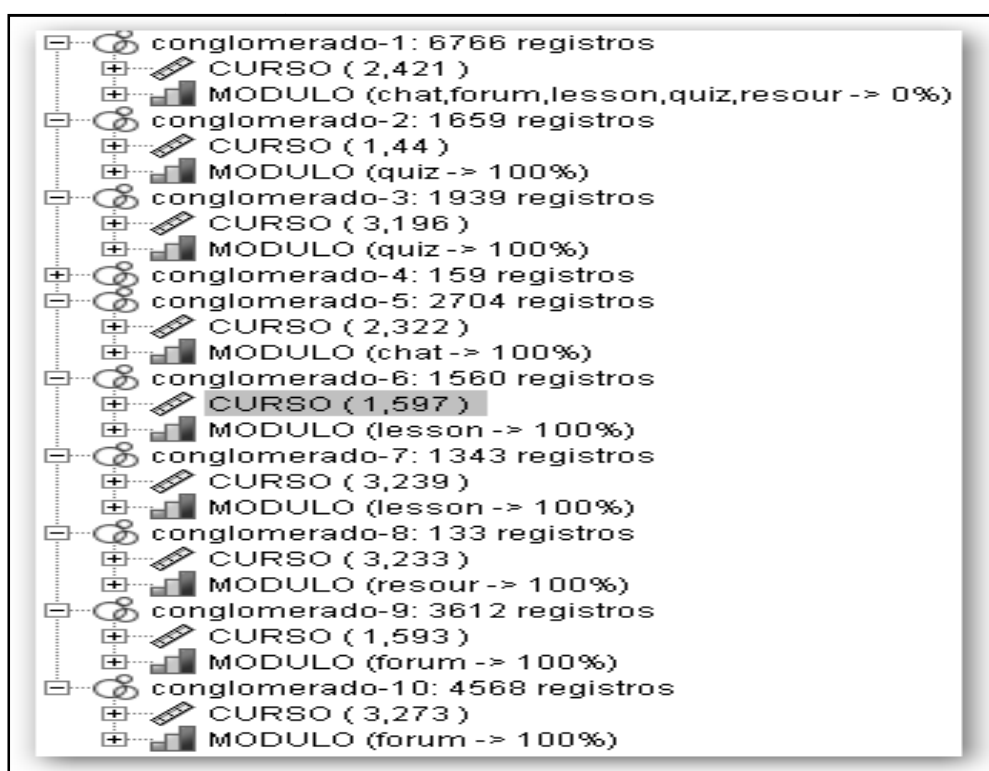 conglomerado-1: 6766 registros
CURSO ( 2,421 )
MODULO (chat,forum,lesson,quiz,resour -> 0%)
conglomerado-2: 1659 registros
CURSO ( 1,44 )
MODULO (quiz -> 100%)
conglomerado-3: 1939 registros
CURSO ( 3,196 )
MODULO (quiz -> 100%)
conglomerado-4: 159 registros
conglomerado-5: 2704 registros
CURSO ( 2,322 )
MODULO (chat -> 100%)
conglomerado-6: 1560 registros
CURSO ( 1,597 )
MODULO (lesson -> 100%)
conglomerado-7: 1343 registros
CURSO ( 3,239 )
MODULO (lesson -> 100%)
conglomerado-8: 133 registros
CURSO ( 3,233 )
MODULO (resour -> 100%)
conglomerado-9: 3612 registros
CURSO ( 1,593 )
MODULO (forum -> 100%)
conglomerado-10: 4568 registros
CURSO ( 3,273 )
MODULO (forum -> 100%)